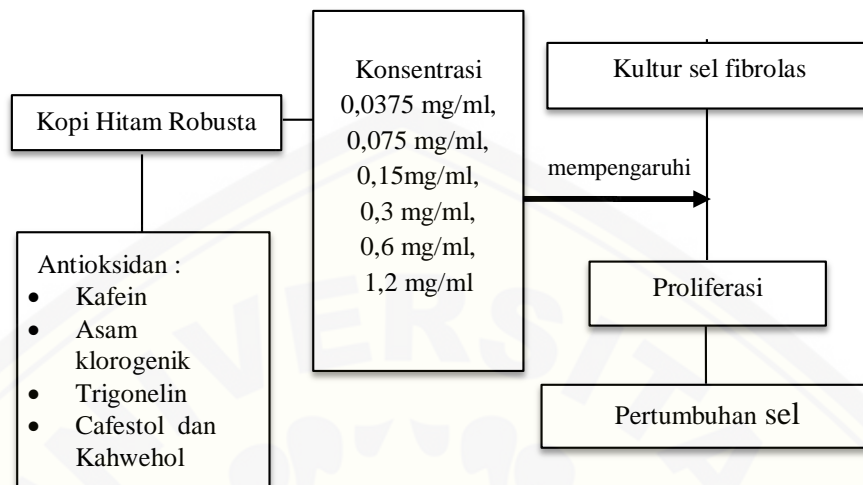 Kopi Hitam Robusta
Antioksidan :
• Kafein
• Asam
klorogenik
• Trigonelin
• Cafestol dan
Kahwehol
Konsentrasi
0,0375 mg/ml,
0,075 mg/ml,
0,15mg/ml,
0,3 mg/ml,
0,6 mg/ml,
1,2 mg/ml
mempengaruhi
Kultur sel fibrolas
Proliferasi
Pertumbuhan sel